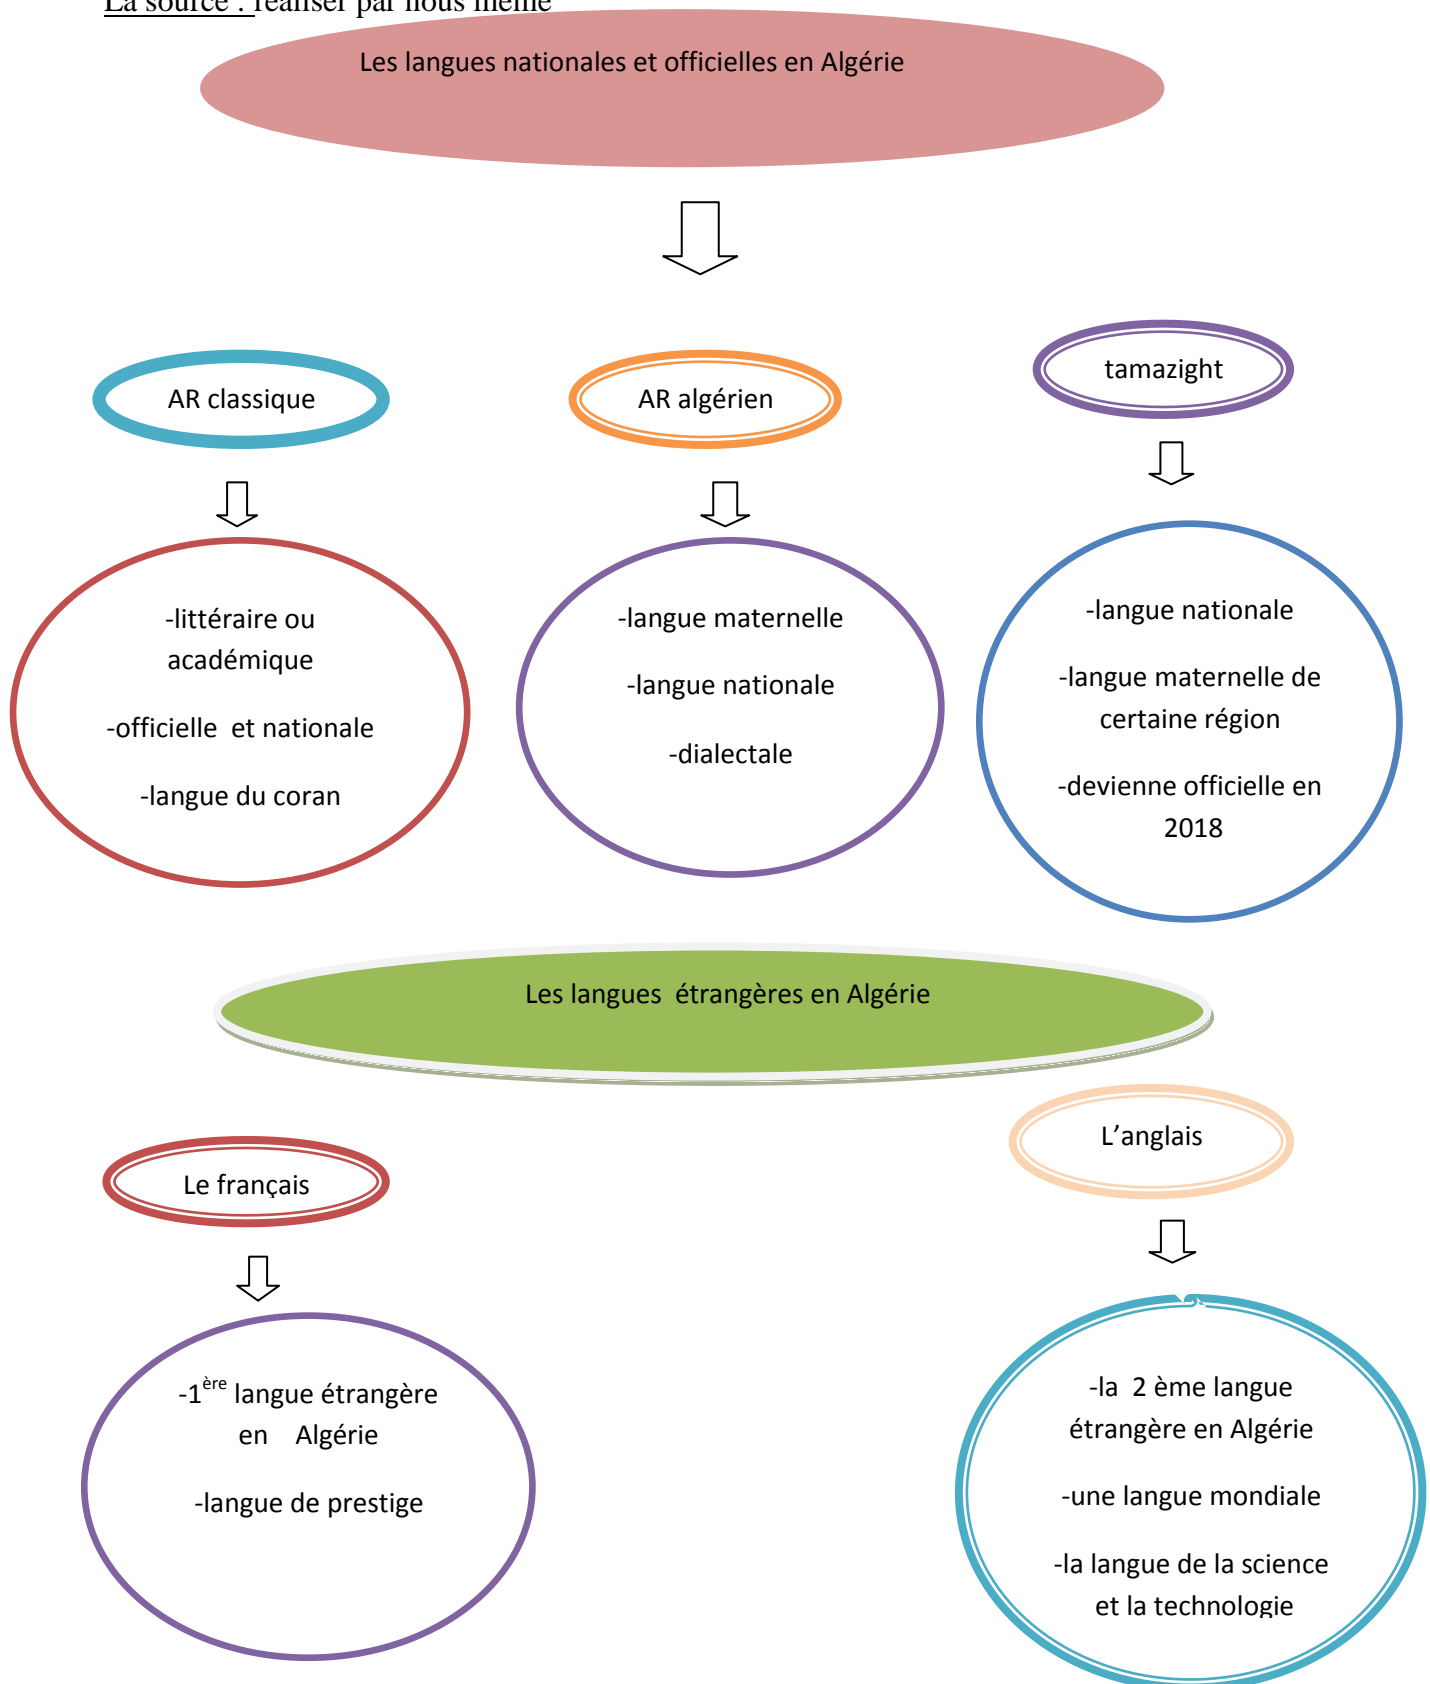 La source : réaliser par nous même
Les langues nationales et officielles en Algérie
AR classique
AR algérien
tamazight
-littéraire ou
académique
-officielle et nationale
-langue du coran
-langue maternelle
-langue nationale
-dialectale
-langue nationale
-langue maternelle de
certaine région
-devienne officielle en
2018
Les langues étrangères en Algérie
Le français
L’anglais
-1ère langue étrangère
en Algérie
-langue de prestige
-la 2 ème langue
étrangère en Algérie
-une langue mondiale
-la langue de la science
et la technologie